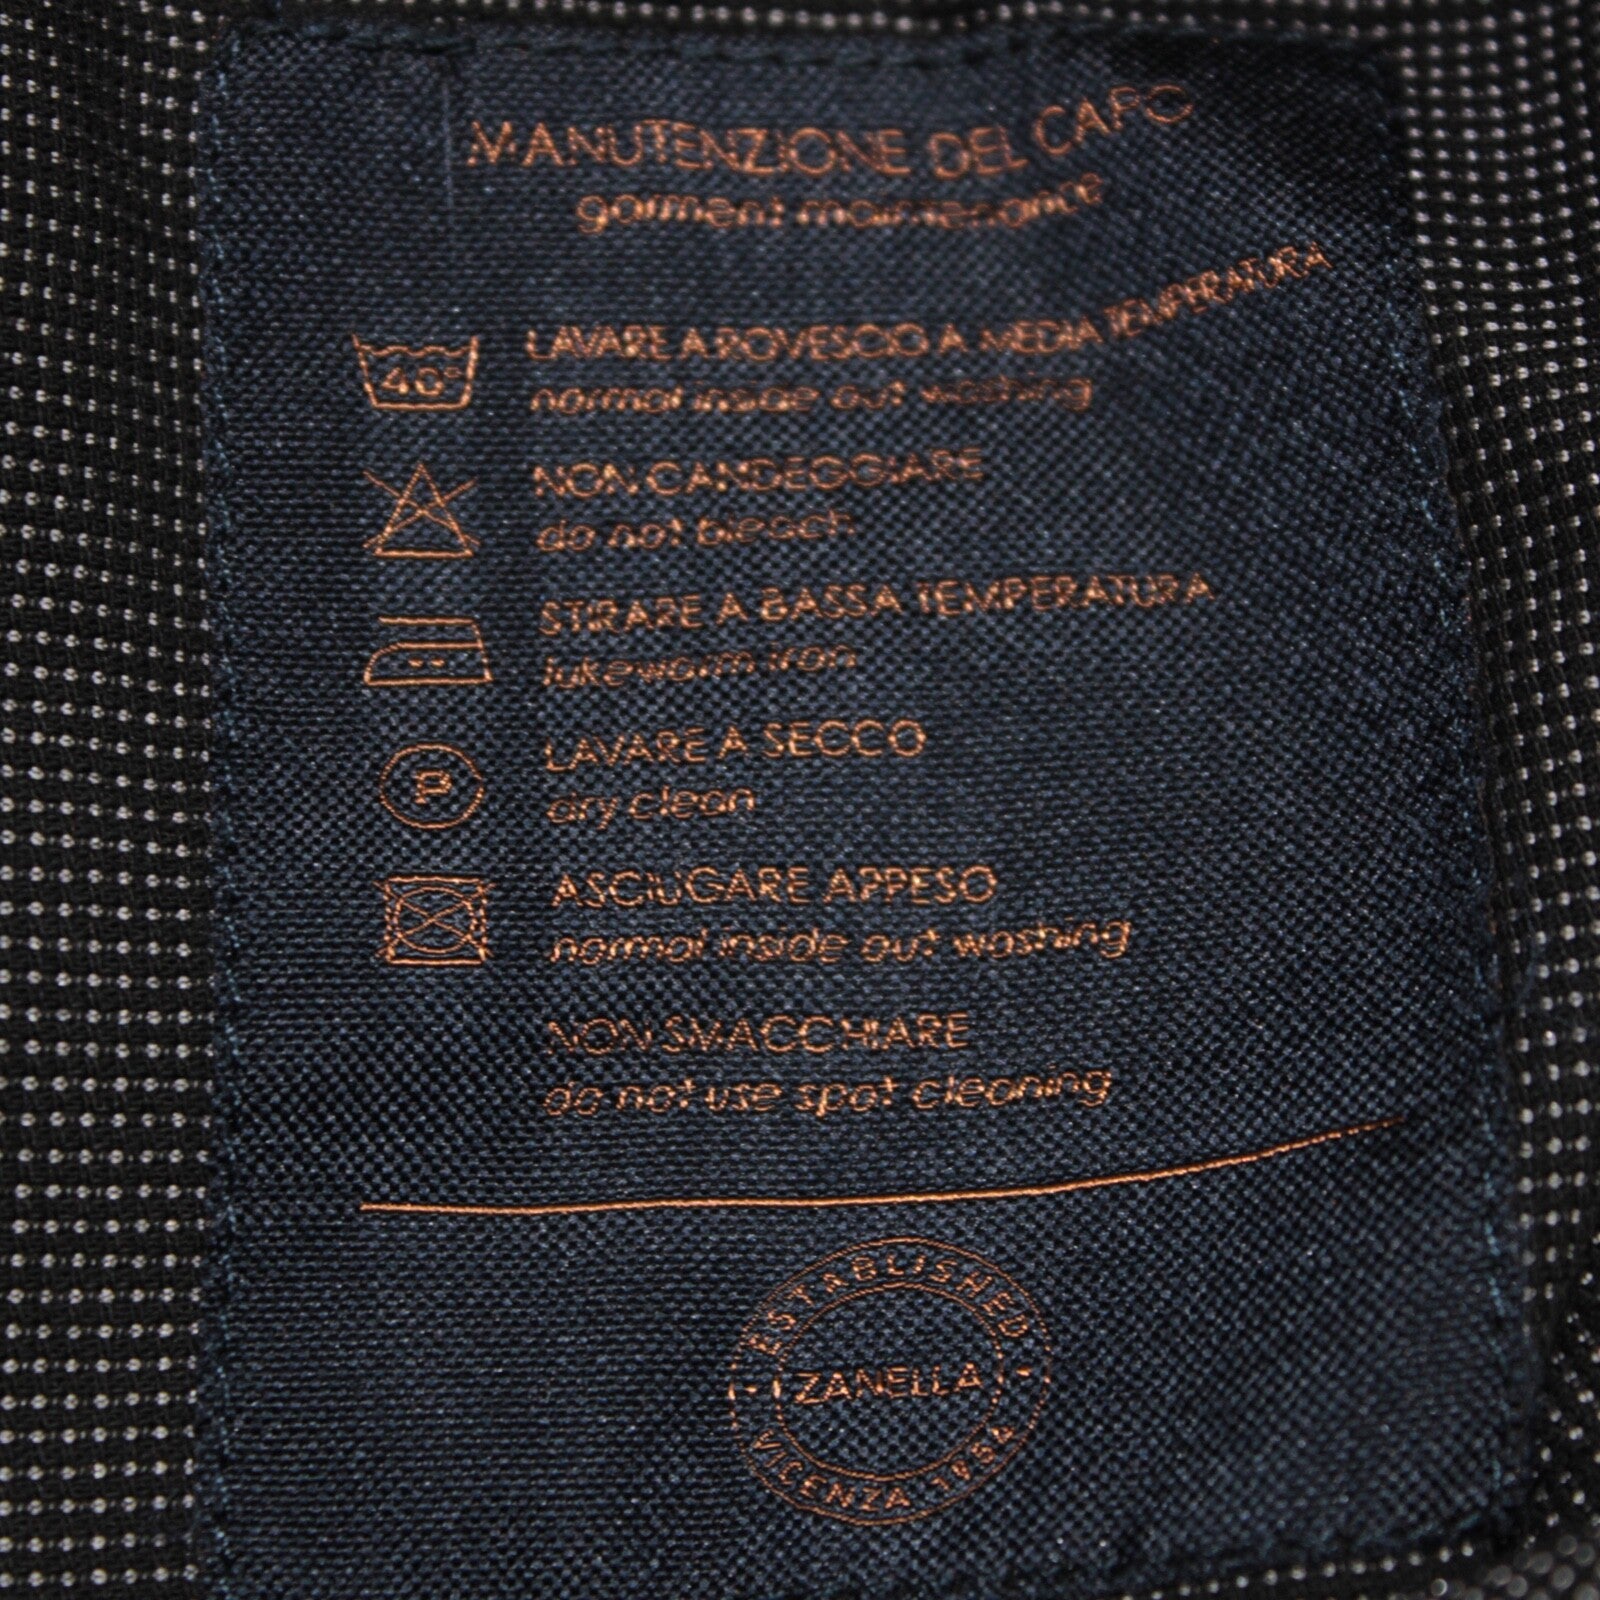 MANUTENZIONE DEL CAPO
garment maintenance
40°
LAVARE A ROVESCIO A MEDIA TEMPERATURA
normal inside out washing
NON CANDEGGIARE
do not bleach
STIRARE A BASSA TEMPERATURA
lukewarm iron
P
LAVARE A SECCO
dry clean
ASCIUGARE APPESO
normal inside out washing
NON SMACCHIARE
do not use spot cleaning
ESTABLISHED
ZANELLA
VICENZA 1954